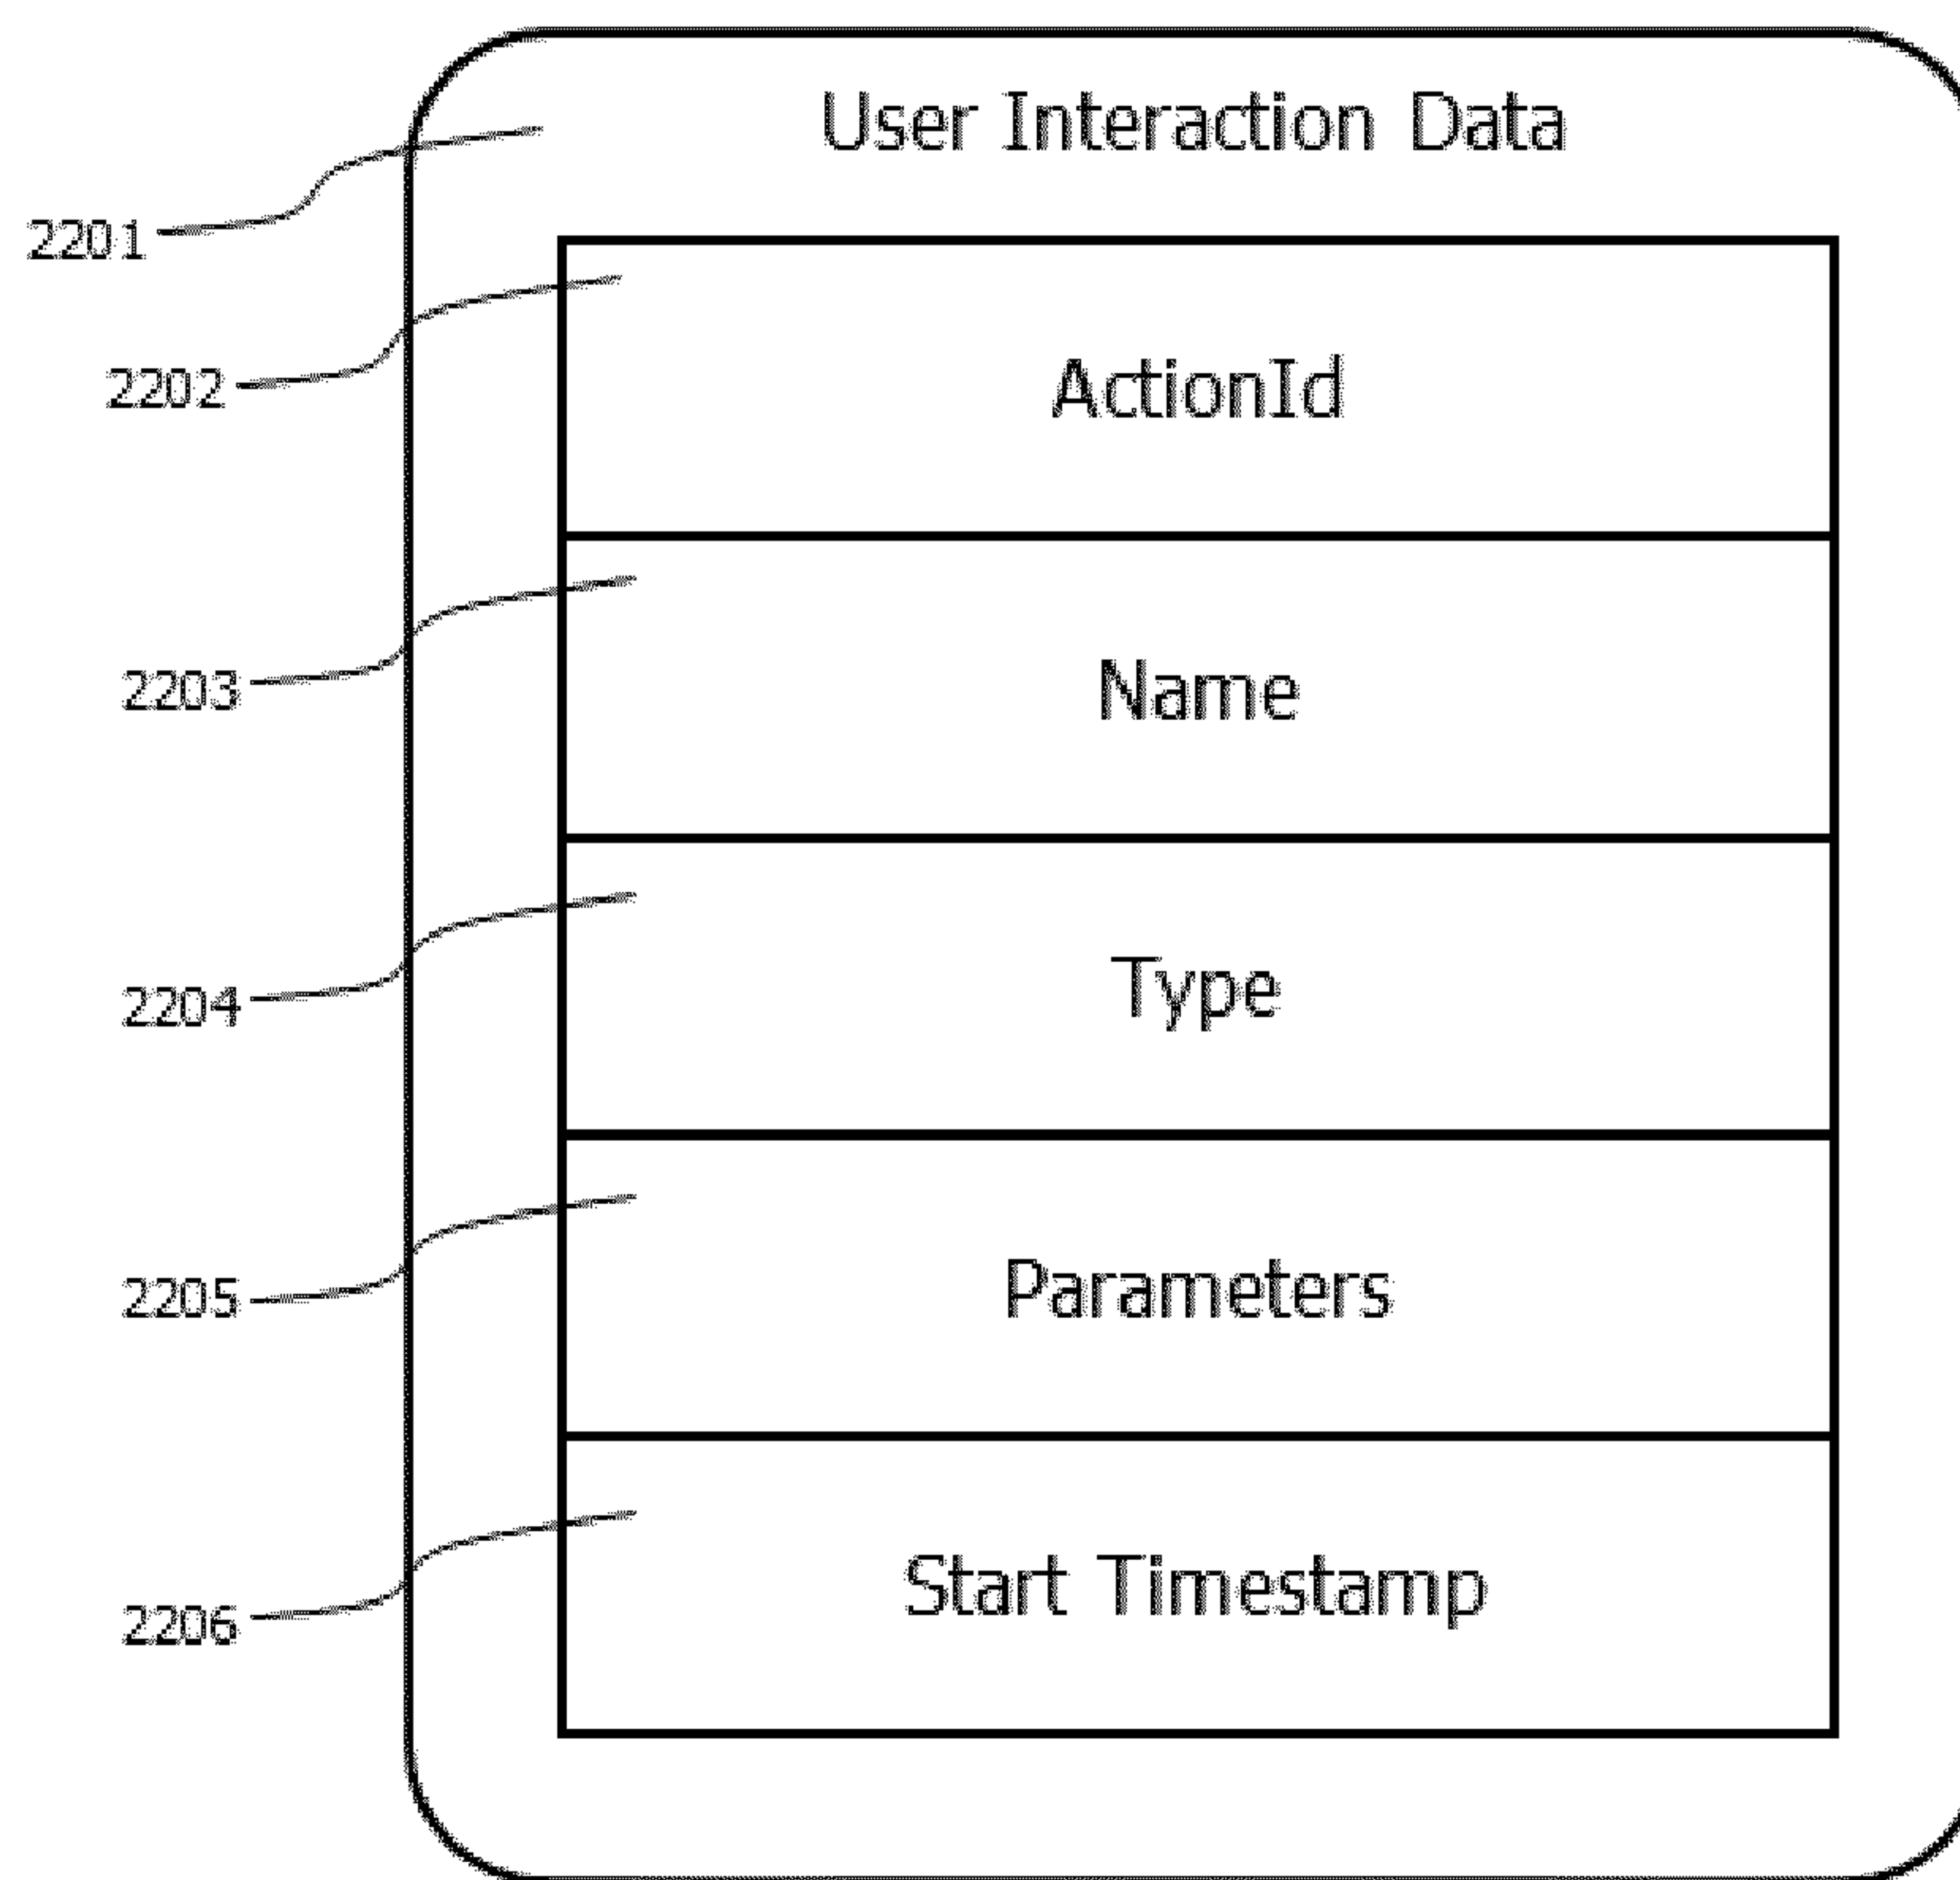 User Interaction Data
2201
2202
ActionId
2203
Name
2204
Type
2205
Parameters
2206
Start Timestamp